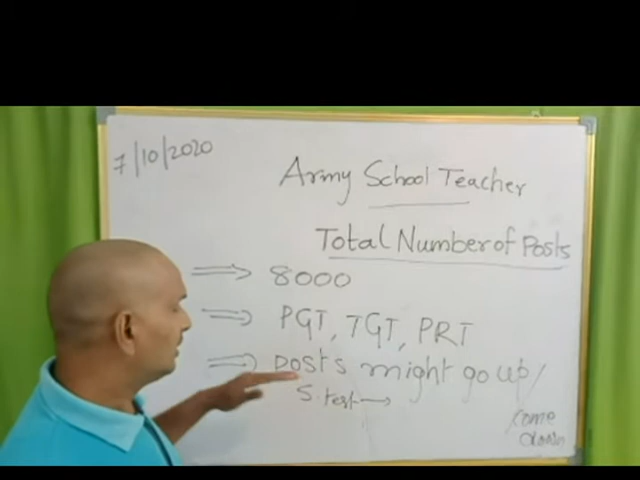 7/10/2020
Army School Teacher
Total Number of Posts
⇒ 8000
⇒ PGT, TGT, PRT
⇒ posts might go up/
come
down
S. test →